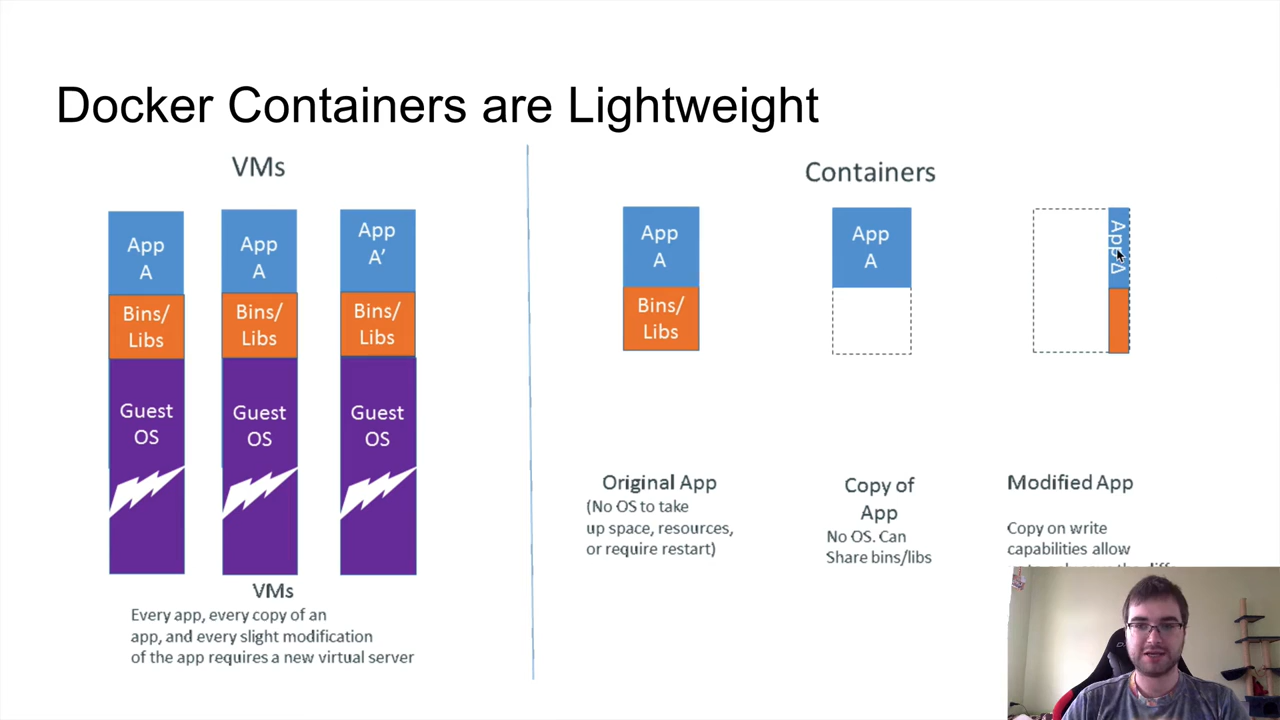 Docker Containers are Lightweight
VMs
App
A
Bins/
Libs
Guest
OS
App
A
Bins/
Libs
Guest
OS
App
A’
Bins/
Libs
Guest
OS
VMs
Every app, every copy of an
app, and every slight modification
of the app requires a new virtual server
Containers
App
A
Bins/
Libs
Original App
(No OS to take
up space, resources,
or require restart)
App
A
Copy of
App
No OS. Can
Share bins/libs
App Δ
Modified App
Copy on write
capabilities allow